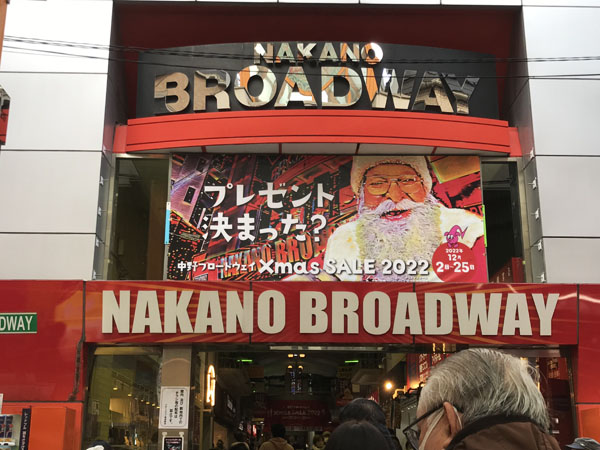 NAKANO
BROADWAY
プレゼント
決まった?
中野ブロードウェイ Xmas SALE 2022
2022年
12月
2日-25日
NAKANO BROADWAY
DWAY